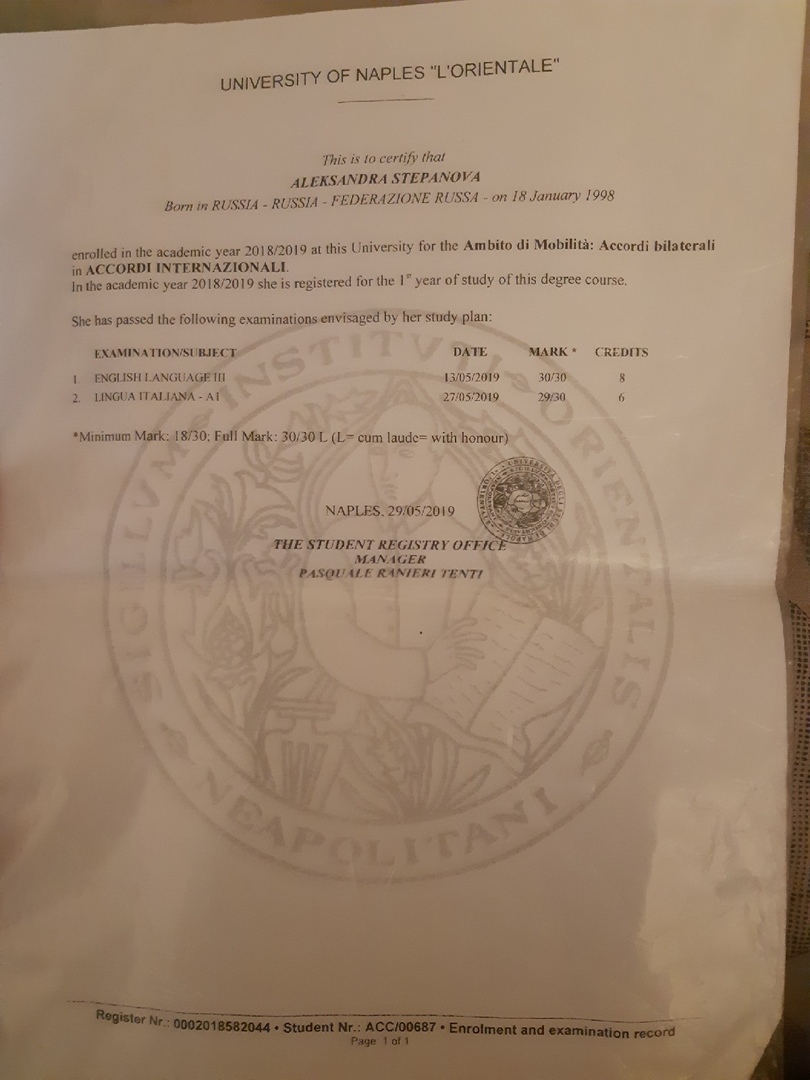 UNIVERSITY OF NAPLES "L'ORIENTALE"
This is to certify that
ALEKSANDRA STEPANOVA
Born in RUSSIA - RUSSIA - FEDERAZIONE RUSSA - on 18 January 1998
enrolled in the academic year 2018/2019 at this University for the Ambito di Mobilità: Accordi bilaterali
in ACCORDI INTERNAZIONALI.
In the academic year 2018/2019 she is registered for the 1st year of study of this degree course.
She has passed the following examinations envisaged by her study plan:
EXAMINATION/SUBJECT DATE MARK * CREDITS
1. ENGLISH LANGUAGE III 13/05/2019 30/30 8
2. LINGUA ITALIANA - A1 27/05/2019 29/30 6
*Minimum Mark: 18/30; Full Mark: 30/30 L (L= cum laude= with honour)
NAPLES, 29/05/2019
THE STUDENT REGISTRY OFFICE
MANAGER
PASQUALE RANIERI TENTI
SIGILLVM INSTITVTI ORIENTALIS
NEAPOLITANI
Register Nr.: 0002018582044 • Student Nr.: ACC/00687 • Enrolment and examination record
Page 1 of 1